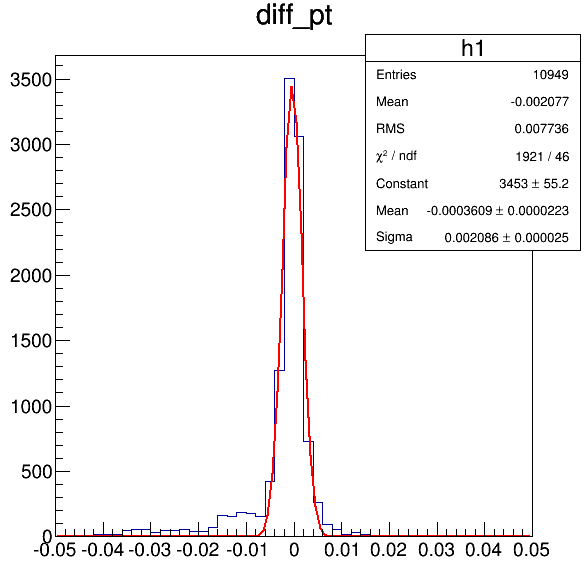 diff_pt
h1
Entries 10949
Mean -0.002077
RMS 0.007736
χ² / ndf 1921 / 46
Constant 3453 ± 55.2
Mean -0.0003609 ± 0.0000223
Sigma 0.002086 ± 0.000025
3500
3000
2500
2000
1500
1000
500
0
-0.05 -0.04 -0.03 -0.02 -0.01 0 0.01 0.02 0.03 0.04 0.05